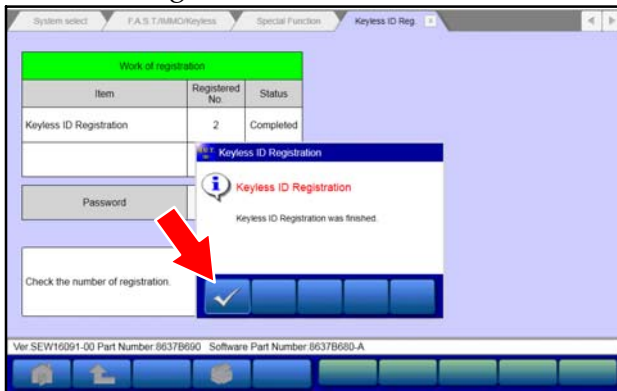 System select
F.A.S.T./IMMO/Keyless
Special Function
Keyless ID Reg.
Work of registration
Item
Registered No.
Status
Keyless ID Registration
2
Completed
Keyless ID Registration
Keyless ID Registration
Keyless ID Registration was finished.
Password
Check the number of registration.
Ver.SEW16091-00 Part Number:8637B690 Software Part Number:8637B680-A